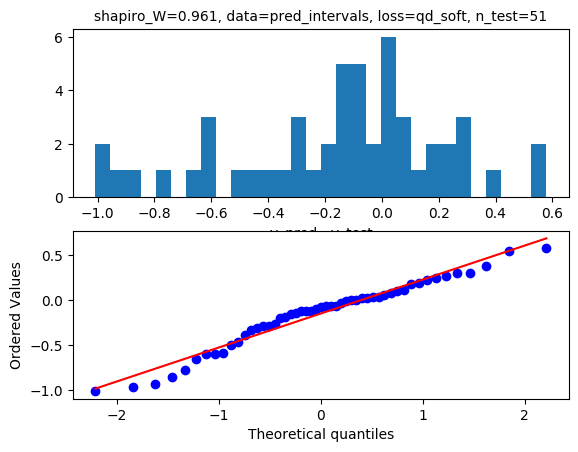 shapiro_W=0.961, data=pred_intervals, loss=qd_soft, n_test=51
6
4
2
0
-1.0 -0.8 -0.6 -0.4 -0.2 0.0 0.2 0.4 0.6
0.5
0.0
-0.5
-1.0
Ordered Values
-2 -1 0 1 2
Theoretical quantiles